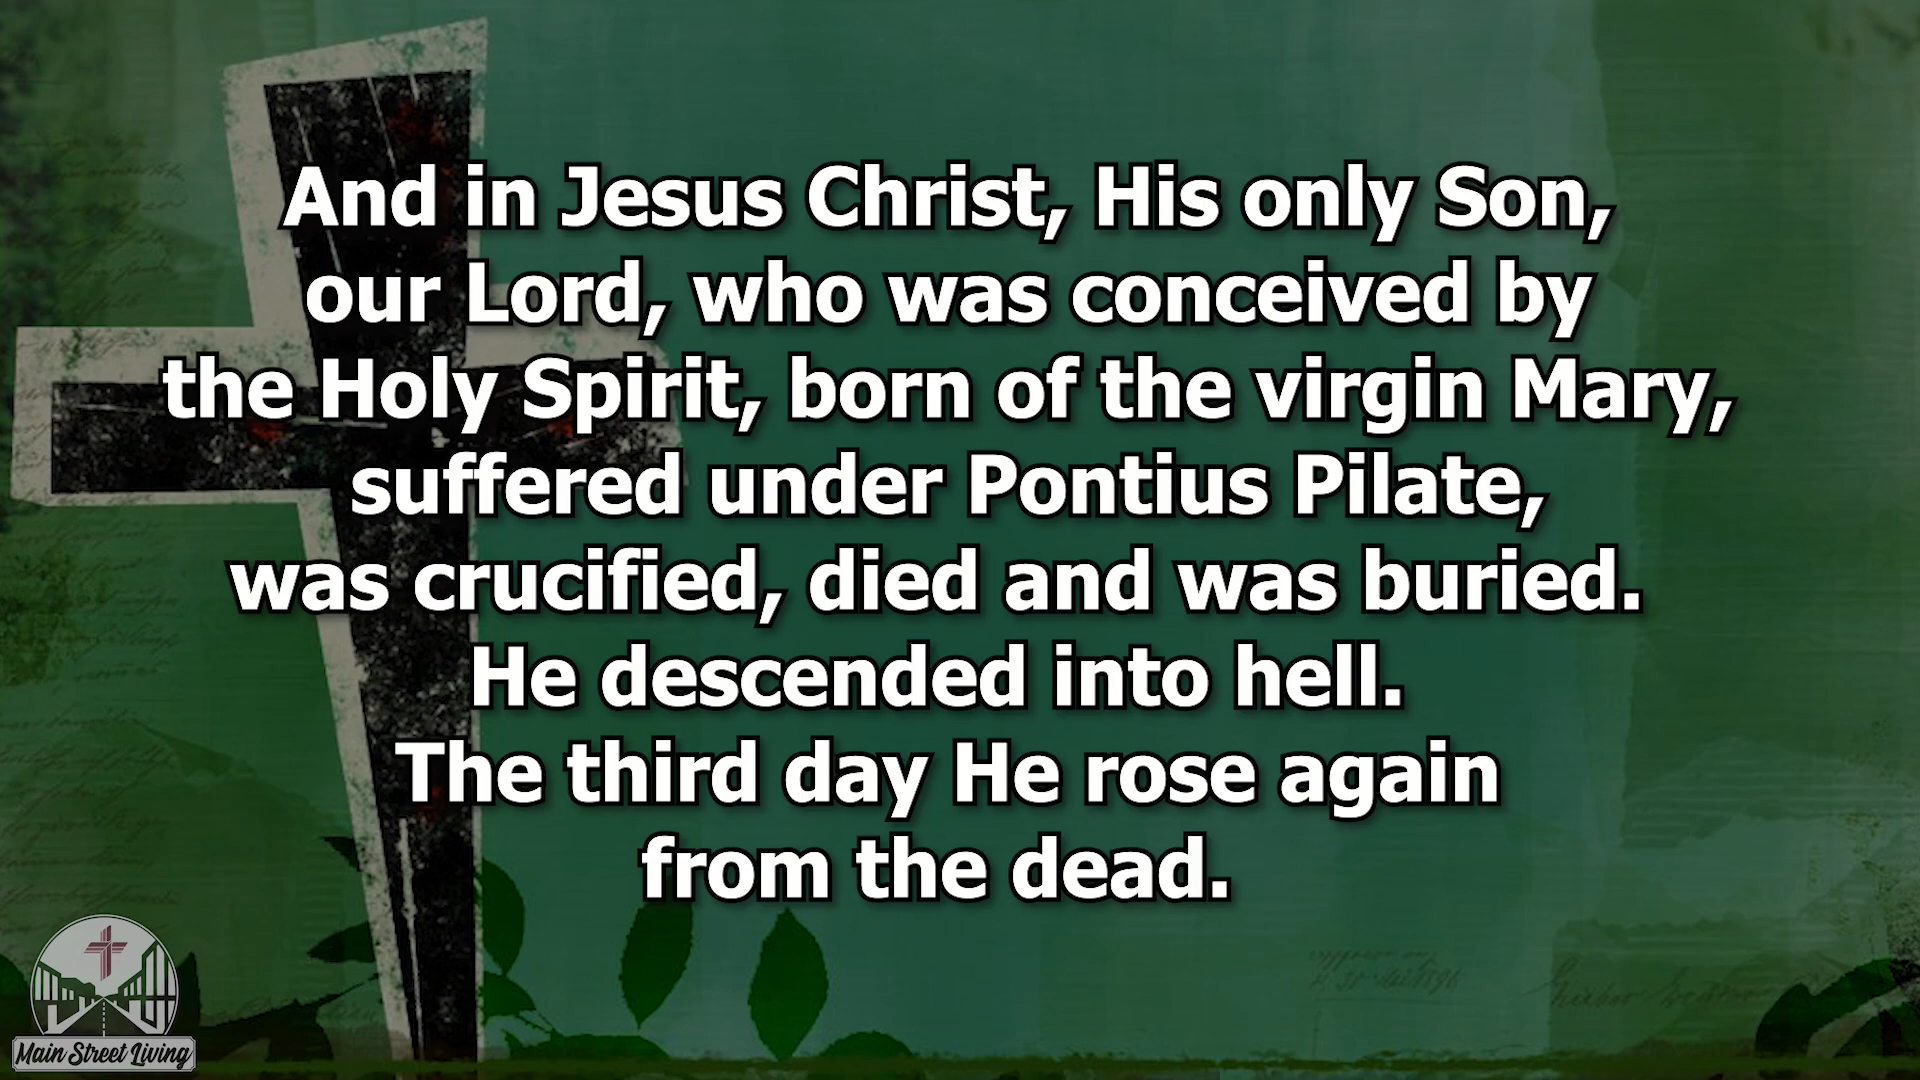 And in Jesus Christ, His only Son,
our Lord, who was conceived by
the Holy Spirit, born of the virgin Mary,
suffered under Pontius Pilate,
was crucified, died and was buried.
He descended into hell.
The third day He rose again
from the dead.
Main Street Living